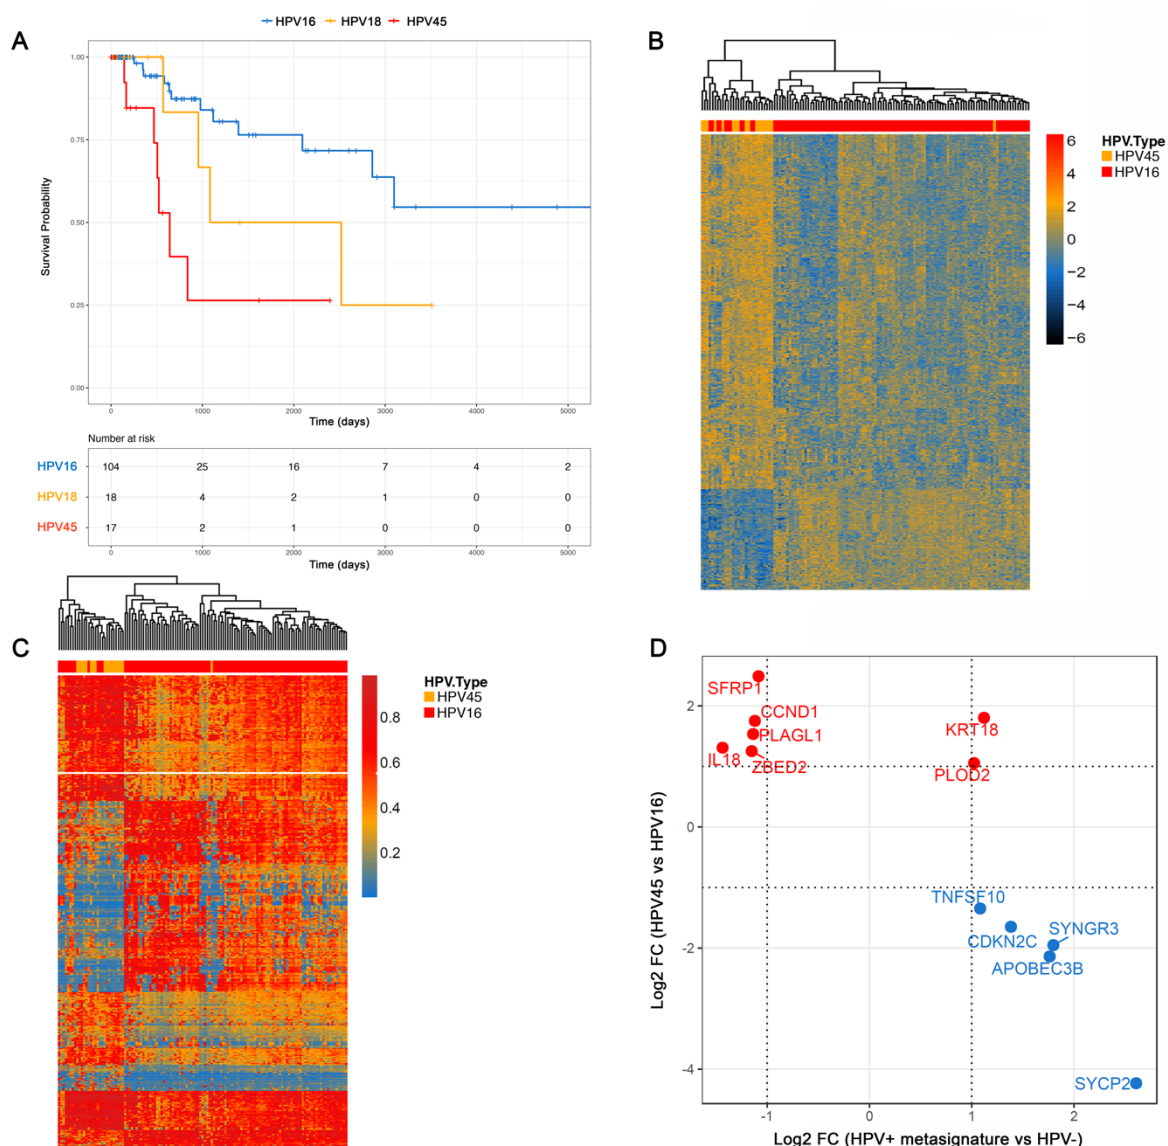 HPV16 HPV18 HPV45
A
1.00
0.75
0.50
0.25
0.00
Survival Probability
0 1000 2000 3000 4000 5000
Time (days)
Number at risk
HPV16 104 25 16 7 4 2
HPV18 18 4 2 1 0 0
HPV45 17 2 1 0 0 0
0 1000 2000 3000 4000 5000
Time (days)
B
6
4
2
0
−2
−4
−6
HPV.Type
HPV45
HPV16
C
0.8
0.6
0.4
0.2
HPV.Type
HPV45
HPV16
D
SFRP1
CCND1
PLAGL1
IL18
ZBED2
KRT18
PLOD2
TNFSF10
CDKN2C
SYNGR3
APOBEC3B
SYCP2
2
0
-2
-4
Log2 FC (HPV45 vs HPV16)
-1 0 1 2
Log2 FC (HPV+ metasignature vs HPV-)